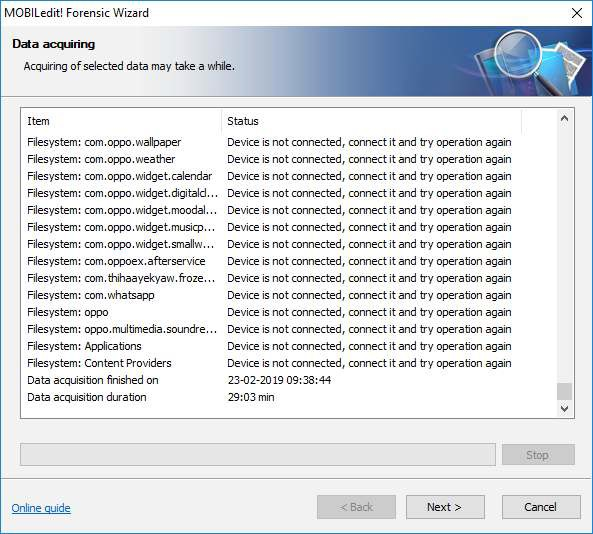 MOBILedit! Forensic Wizard
Data acquiring
Acquiring of selected data may take a while.
Item Status
Filesystem: com.oppo.wallpaper Device is not connected, connect it and try operation again
Filesystem: com.oppo.weather Device is not connected, connect it and try operation again
Filesystem: com.oppo.widget.calendar Device is not connected, connect it and try operation again
Filesystem: com.oppo.widget.digitalcl... Device is not connected, connect it and try operation again
Filesystem: com.oppo.widget.moodal... Device is not connected, connect it and try operation again
Filesystem: com.oppo.widget.musicp... Device is not connected, connect it and try operation again
Filesystem: com.oppo.widget.smallw... Device is not connected, connect it and try operation again
Filesystem: com.oppoex.afterservice Device is not connected, connect it and try operation again
Filesystem: com.thihaayekyaw.froze... Device is not connected, connect it and try operation again
Filesystem: com.whatsapp Device is not connected, connect it and try operation again
Filesystem: oppo Device is not connected, connect it and try operation again
Filesystem: oppo.multimedia.soundre... Device is not connected, connect it and try operation again
Filesystem: Applications Device is not connected, connect it and try operation again
Filesystem: Content Providers Device is not connected, connect it and try operation again
Data acquisition finished on 23-02-2019 09:38:44
Data acquisition duration 29:03 min
Stop
Online guide < Back Next > Cancel